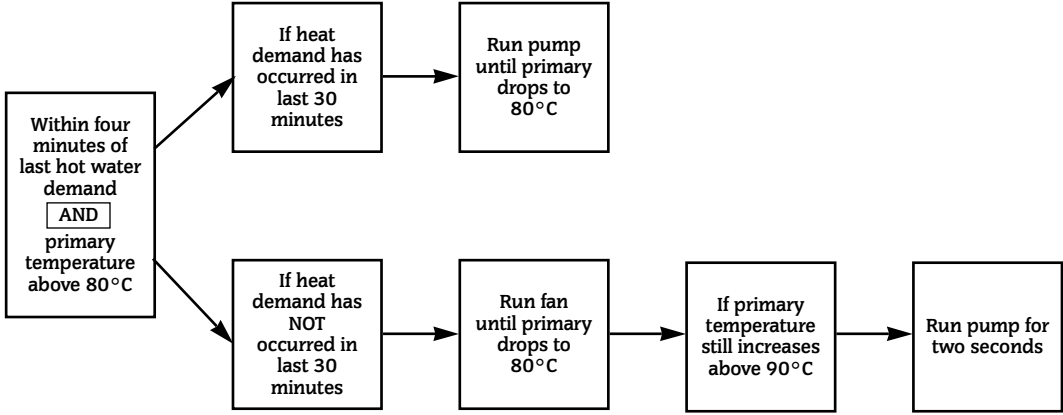 Within four
minutes of
last hot water
demand
AND
primary
temperature
above 80°C
If heat
demand has
occurred in
last 30
minutes
Run pump
until primary
drops to
80°C
If heat
demand has
NOT
occurred in
last 30
minutes
Run fan
until primary
drops to
80°C
If primary
temperature
still increases
above 90°C
Run pump for
two seconds